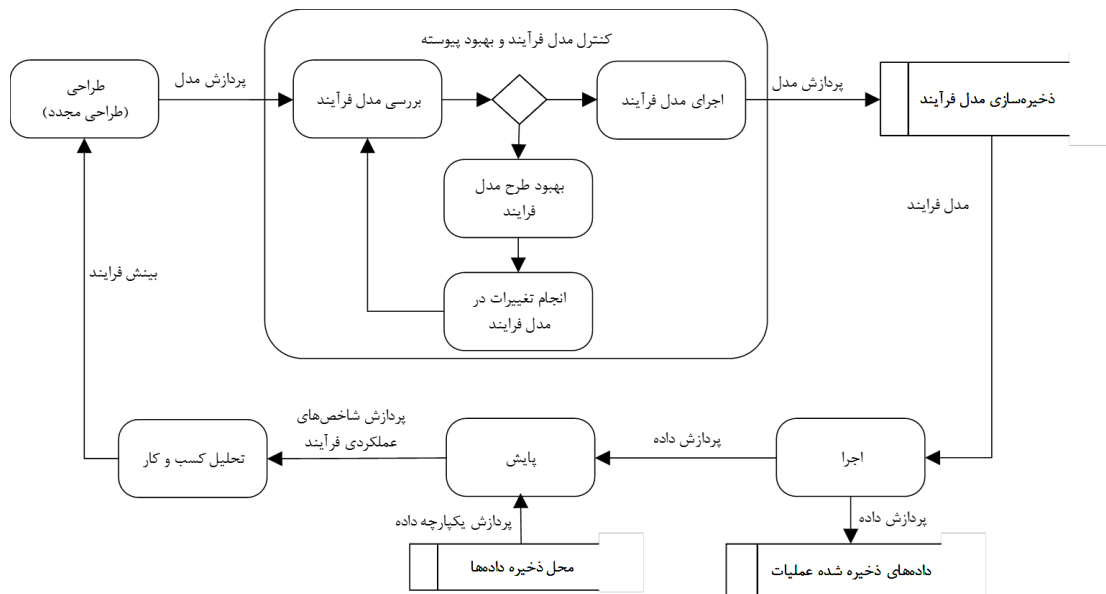 کنترل مدل فرآیند و بهبود پیوسته
طراحی
(طراحی مجدد)
پردازش مدل
بررسی مدل فرآیند
اجرای مدل فرآیند
پردازش مدل
ذخیره‌سازی مدل فرآیند
بهبود طرح مدل
فرایند
انجام تغییرات در
مدل فرایند
مدل فرایند
بینش فرایند
اجرا
پردازش داده
پایش
پردازش شاخص‌های
عملکردی فرآیند
تحلیل کسب و کار
پردازش داده
پردازش یکپارچه داده
داده‌های ذخیره شده عملیات
محل ذخیره داده‌ها